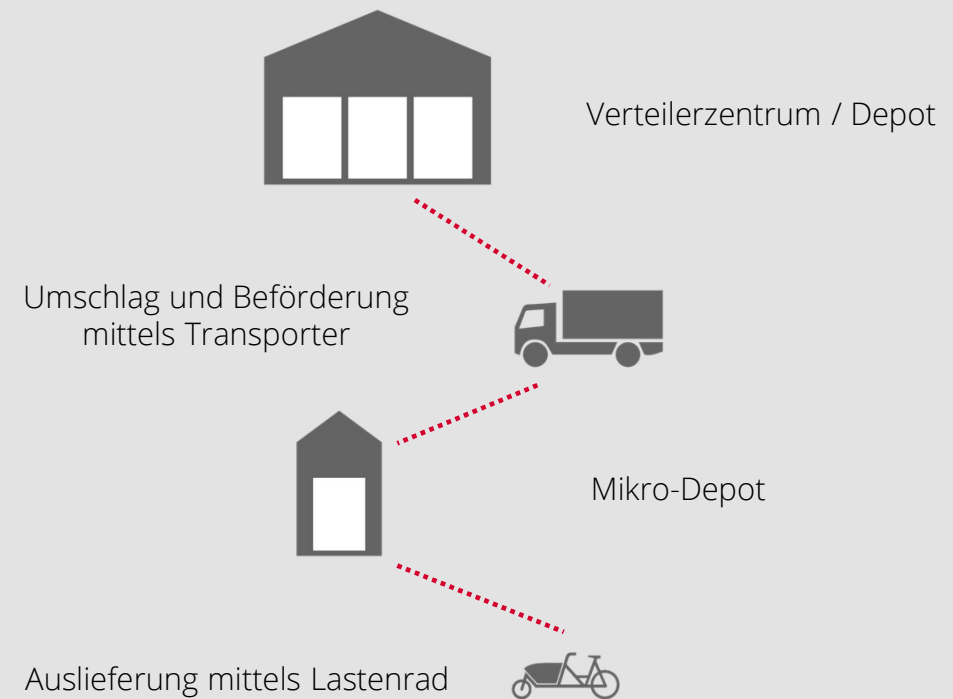 Verteilerzentrum / Depot
Umschlag und Beförderung
mittels Transporter
Mikro-Depot
Auslieferung mittels Lastenrad